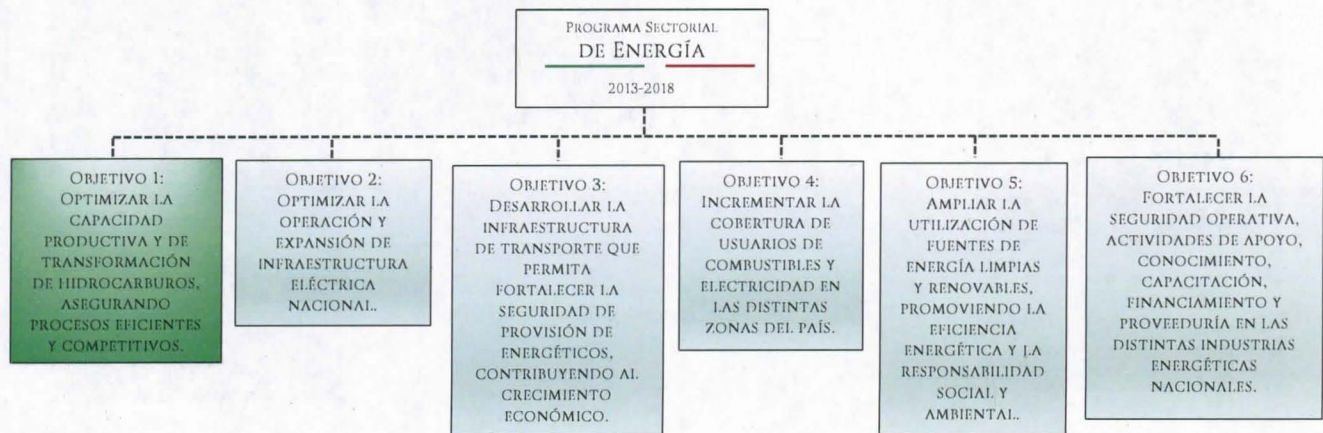 PROGRAMA SECTORIAL
DE ENERGÍA
2013-2018
OBJETIVO 1:
OPTIMIZAR LA
CAPACIDAD
PRODUCTIVA Y DE
TRANSFORMACIÓN
DE HIDROCARBUROS,
ASEGURANDO
PROCESOS EFICIENTES
Y COMPETITIVOS.
OBJETIVO 2:
OPTIMIZAR LA
OPERACIÓN Y
EXPANSIÓN DE
INFRAESTRUCTURA
ELÉCTRICA
NACIONAL.
OBJETIVO 3:
DESARROLLAR LA
INFRAESTRUCTURA
DE TRANSPORTE QUE
PERMITA
FORTALECER LA
SEGURIDAD DE
PROVISIÓN DE
ENERGÉTICOS,
CONTRIBUYENDO AL
CRECIMIENTO
ECONÓMICO.
OBJETIVO 4:
INCREMENTAR LA
COBERTURA DE
USUARIOS DE
COMBUSTIBLES Y
ELECTRICIDAD EN
LAS DISTINTAS
ZONAS DEL PAÍS.
OBJETIVO 5:
AMPLIAR LA
UTILIZACIÓN DE
FUENTES DE
ENERGÍA LIMPIAS
Y RENOVABLES,
PROMOVIENDO LA
EFICIENCIA
ENERGÉTICA Y LA
RESPONSABILIDAD
SOCIAL Y
AMBIENTAL.
OBJETIVO 6:
FORTALECER LA
SEGURIDAD OPERATIVA,
ACTIVIDADES DE APOYO,
CONOCIMIENTO,
CAPACITACIÓN,
FINANCIAMIENTO Y
PROVEEDURÍA EN LAS
DISTINTAS INDUSTRIAS
ENERGÉTICAS
NACIONALES.